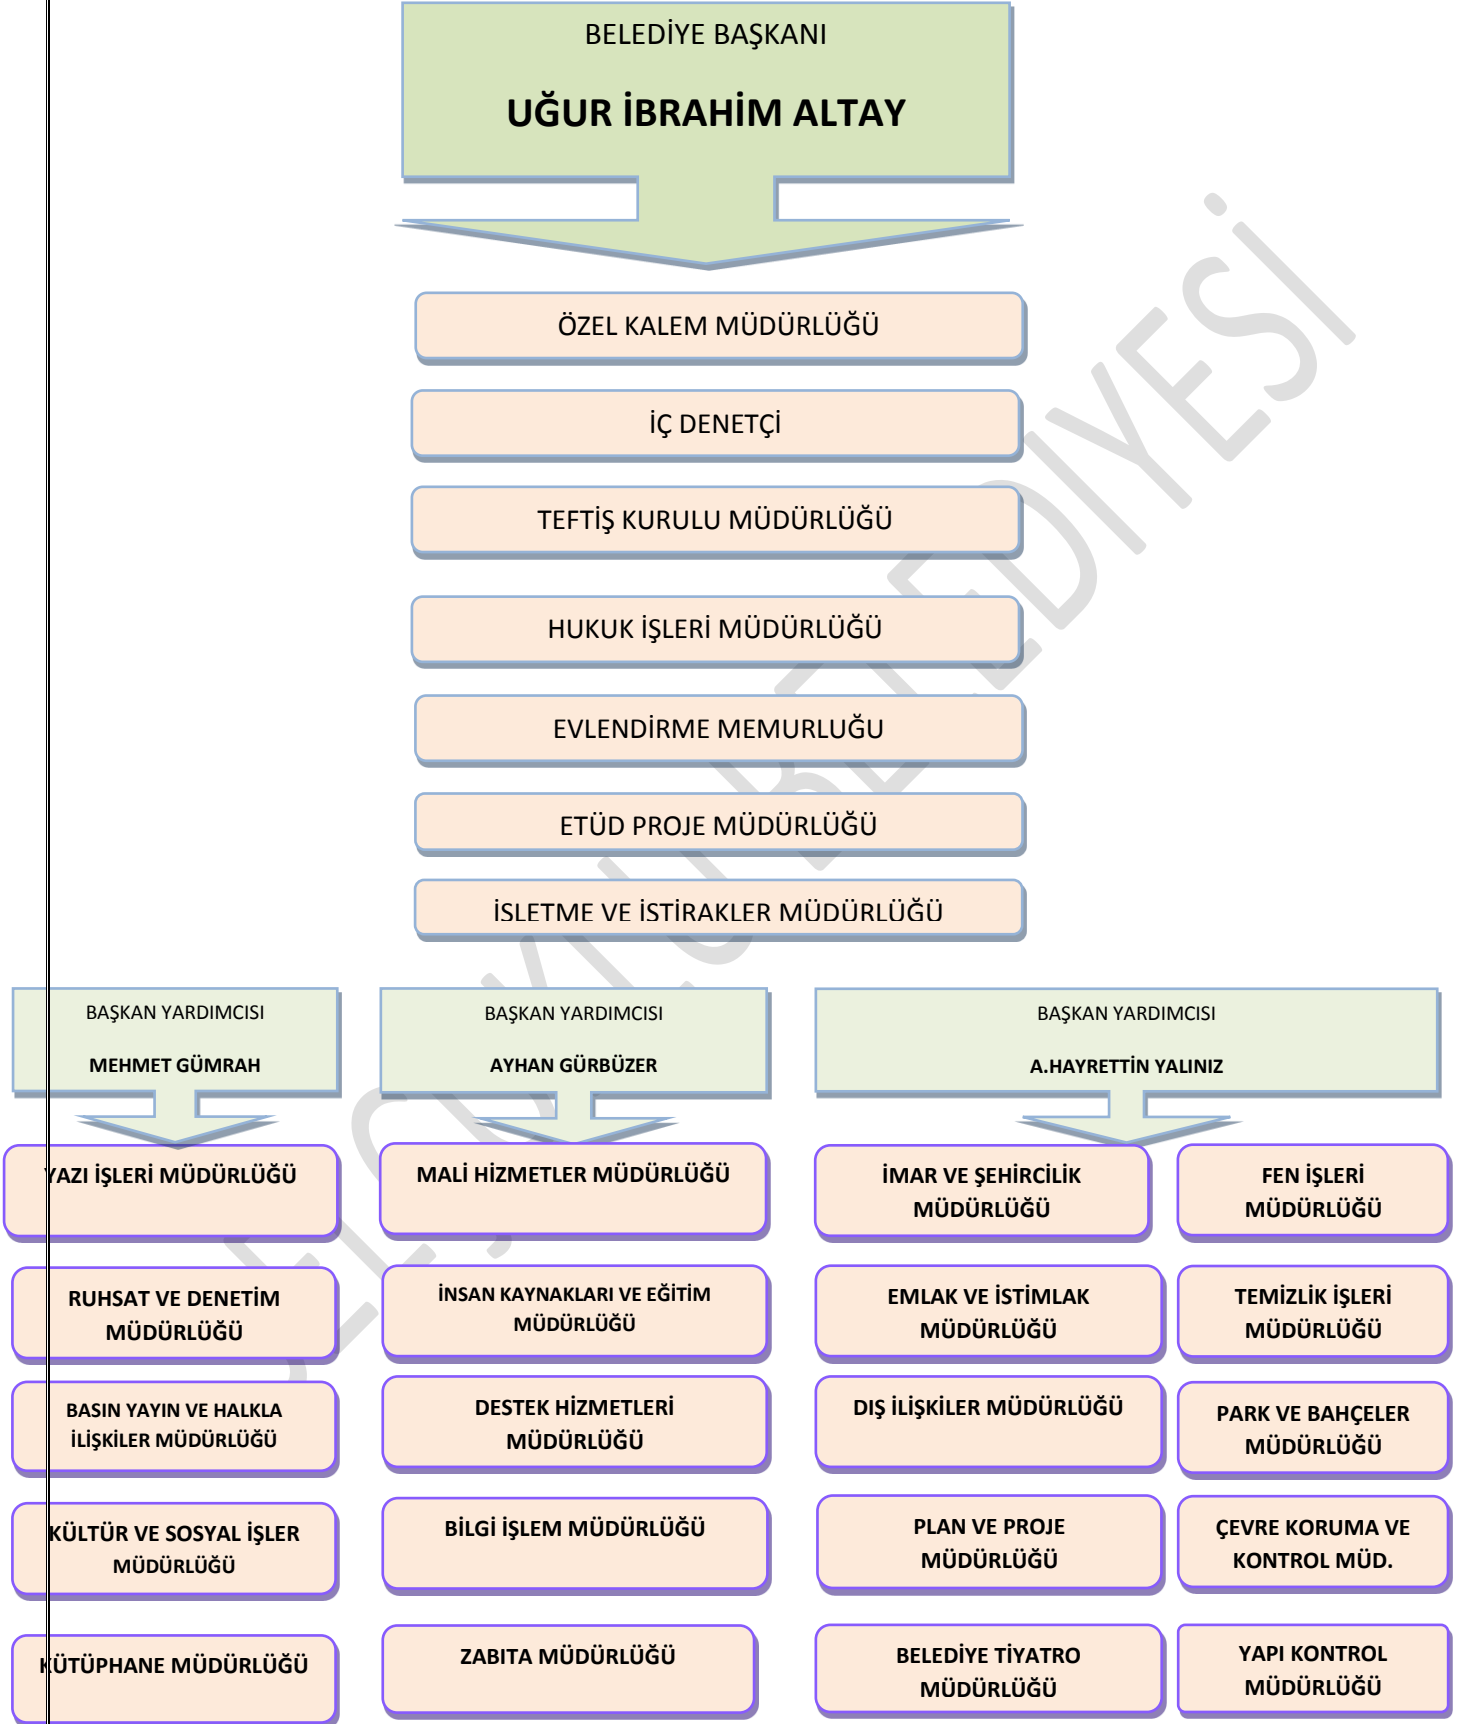 BELEDİYE BAŞKANI
UĞUR İBRAHİM ALTAY
ÖZEL KALEM MÜDÜRLÜĞÜ
İÇ DENETÇİ
TEFTİŞ KURULU MÜDÜRLÜĞÜ
HUKUK İŞLERİ MÜDÜRLÜĞÜ
EVLENDİRME MEMURLUĞU
ETÜD PROJE MÜDÜRLÜĞÜ
İŞLETME VE İŞTİRAKLER MÜDÜRLÜĞÜ
BAŞKAN YARDIMCISI
MEHMET GÜMRAH
YAZI İŞLERİ MÜDÜRLÜĞÜ
RUHSAT VE DENETİM
MÜDÜRLÜĞÜ
BASIN YAYIN VE HALKLA
İLİŞKİLER MÜDÜRLÜĞÜ
KÜLTÜR VE SOSYAL İŞLER
MÜDÜRLÜĞÜ
KÜTÜPHANE MÜDÜRLÜĞÜ
BAŞKAN YARDIMCISI
AYHAN GÜRBÜZER
MALİ HİZMETLER MÜDÜRLÜĞÜ
İNSAN KAYNAKLARI VE EĞİTİM
MÜDÜRLÜĞÜ
DESTEK HİZMETLERİ
MÜDÜRLÜĞÜ
BİLGİ İŞLEM MÜDÜRLÜĞÜ
ZABITA MÜDÜRLÜĞÜ
BAŞKAN YARDIMCISI
A.HAYRETTİN YALINIZ
İMAR VE ŞEHİRCİLİK
MÜDÜRLÜĞÜ
EMLAK VE İSTİMLAK
MÜDÜRLÜĞÜ
DIŞ İLİŞKİLER MÜDÜRLÜĞÜ
PLAN VE PROJE
MÜDÜRLÜĞÜ
BELEDİYE TİYATRO
MÜDÜRLÜĞÜ
FEN İŞLERİ
MÜDÜRLÜĞÜ
TEMİZLİK İŞLERİ
MÜDÜRLÜĞÜ
PARK VE BAHÇELER
MÜDÜRLÜĞÜ
ÇEVRE KORUMA VE
KONTROL MÜD.
YAPI KONTROL
MÜDÜRLÜĞÜ
SELÇUKLU BELEDİYESİ